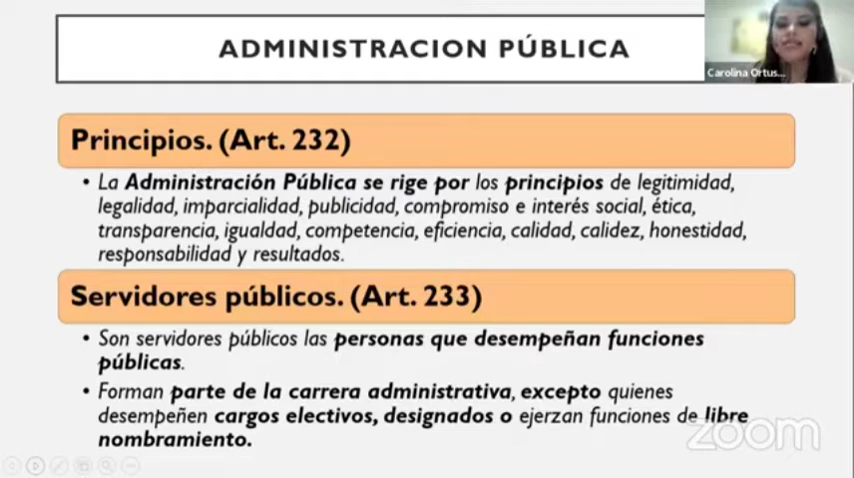 ADMINISTRACION PÚBLICA
Carolina Ortus...
Principios. (Art. 232)
• La Administración Pública se rige por los principios de legitimidad,
legalidad, imparcialidad, publicidad, compromiso e interés social, ética,
transparencia, igualdad, competencia, eficiencia, calidad, calidez, honestidad,
responsabilidad y resultados.
Servidores públicos. (Art. 233)
• Son servidores públicos las personas que desempeñan funciones
públicas.
• Forman parte de la carrera administrativa, excepto quienes
desempeñen cargos electivos, designados o ejerzan funciones de libre
nombramiento.
zoom